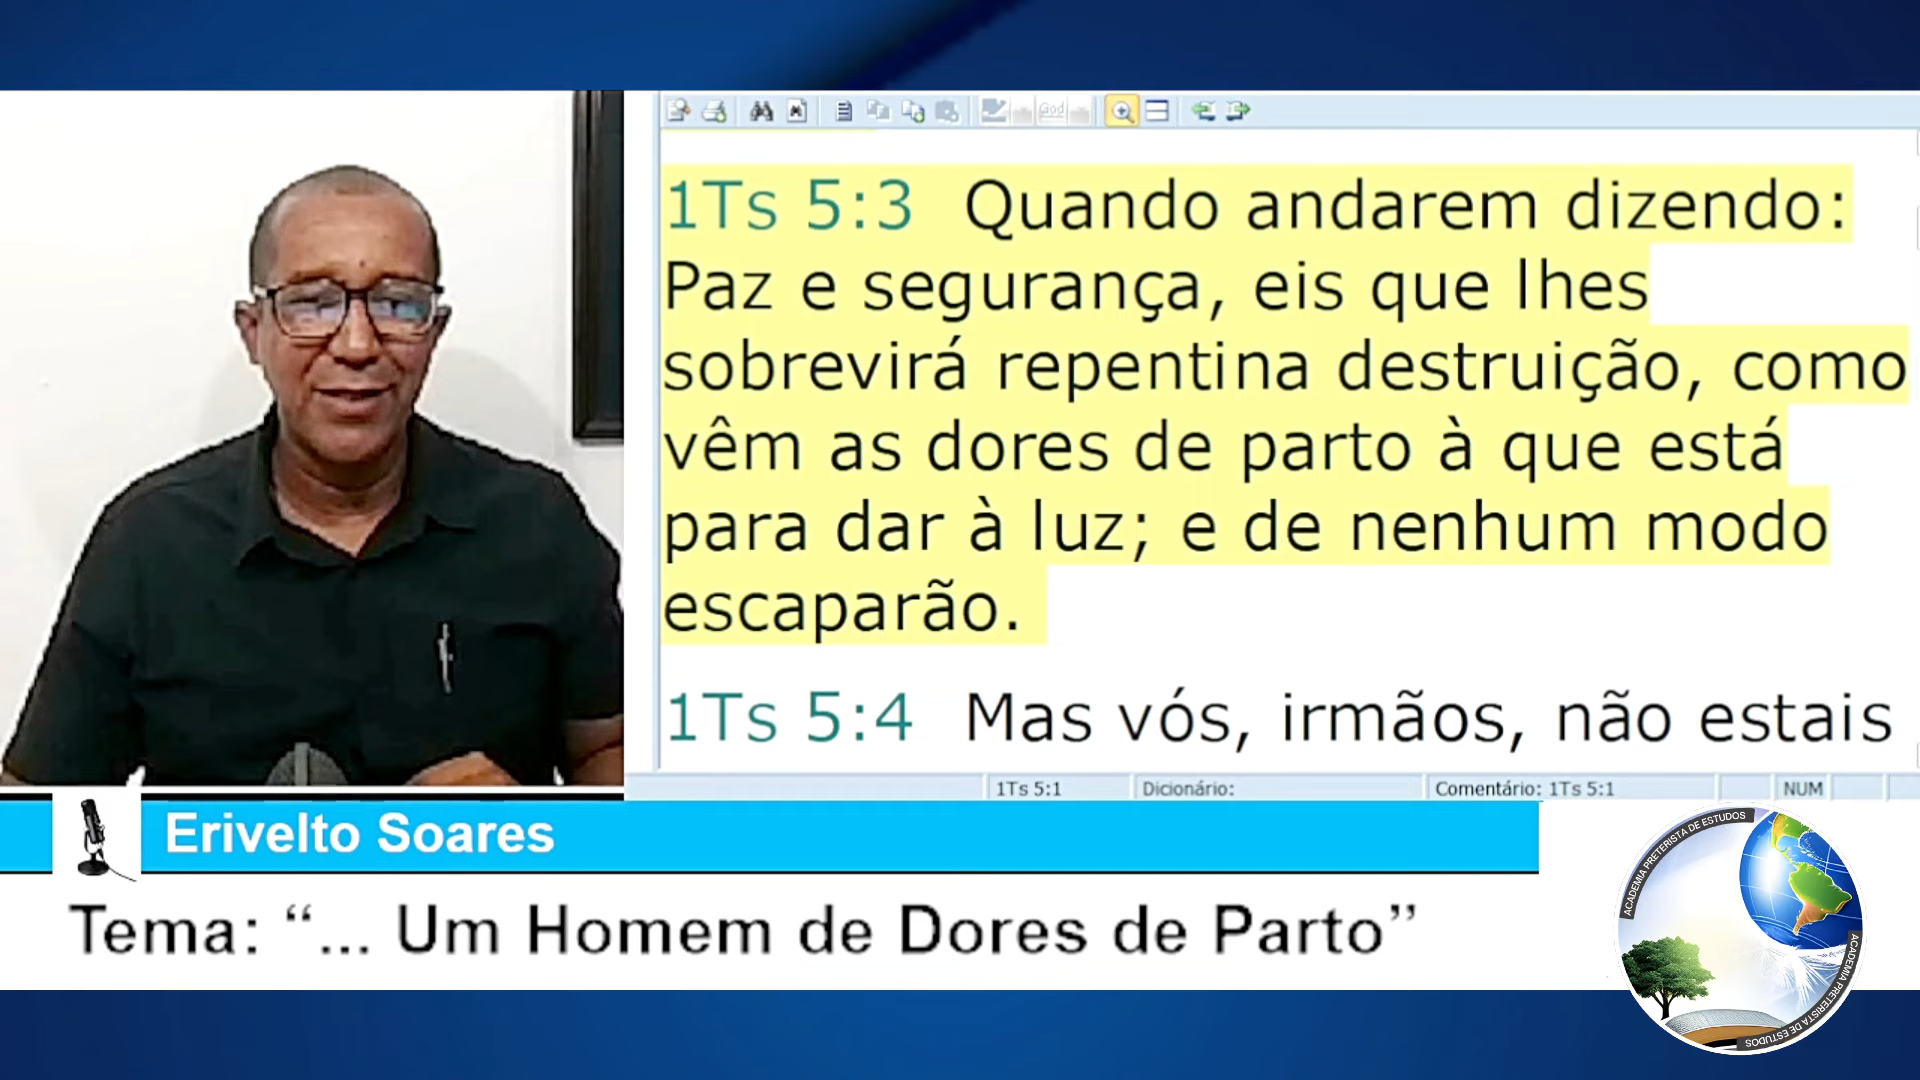 God
1Ts 5:3 Quando andarem dizendo:
Paz e segurança, eis que lhes
sobrevirá repentina destruição, como
vêm as dores de parto à que está
para dar à luz; e de nenhum modo
escaparão.
1Ts 5:4 Mas vós, irmãos, não estais
1Ts 5:1 Dicionário: Comentário: 1Ts 5:1 NUM
Erivelto Soares
Tema: “... Um Homem de Dores de Parto”
ACADEMIA PRETERISTA DE ESTUDOS
ACADEMIA PRETERISTA DE ESTUDOS